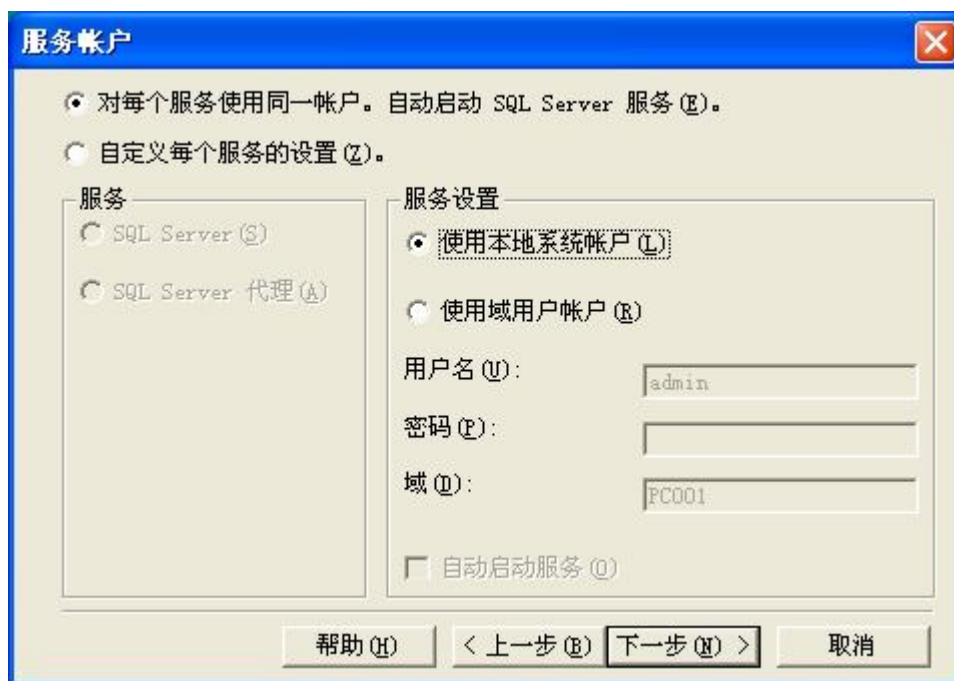 服务帐户
对每个服务使用同一帐户。自动启动 SQL Server 服务(E)。
自定义每个服务的设置(Z)。
服务
SQL Server(S)
SQL Server 代理(A)
服务设置
使用本地系统帐户(L)
使用域用户帐户(R)
用户名(U):
admin
密码(P):
域(D):
PC001
自动启动服务(O)
帮助(H)
< 上一步(B)
下一步(N) >
取消